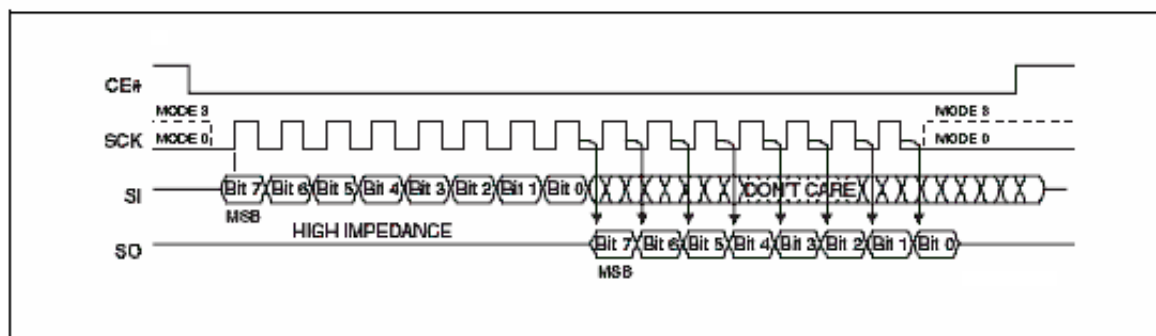 CE#
MODE 3 MODE 3
SCK MODE 0 MODE 0
SI Bit 7 Bit 6 Bit 5 Bit 4 Bit 3 Bit 2 Bit 1 Bit 0 DON'T CARE
MSB
HIGH IMPEDANCE
SO Bit 7 Bit 6 Bit 5 Bit 4 Bit 3 Bit 2 Bit 1 Bit 0
MSB